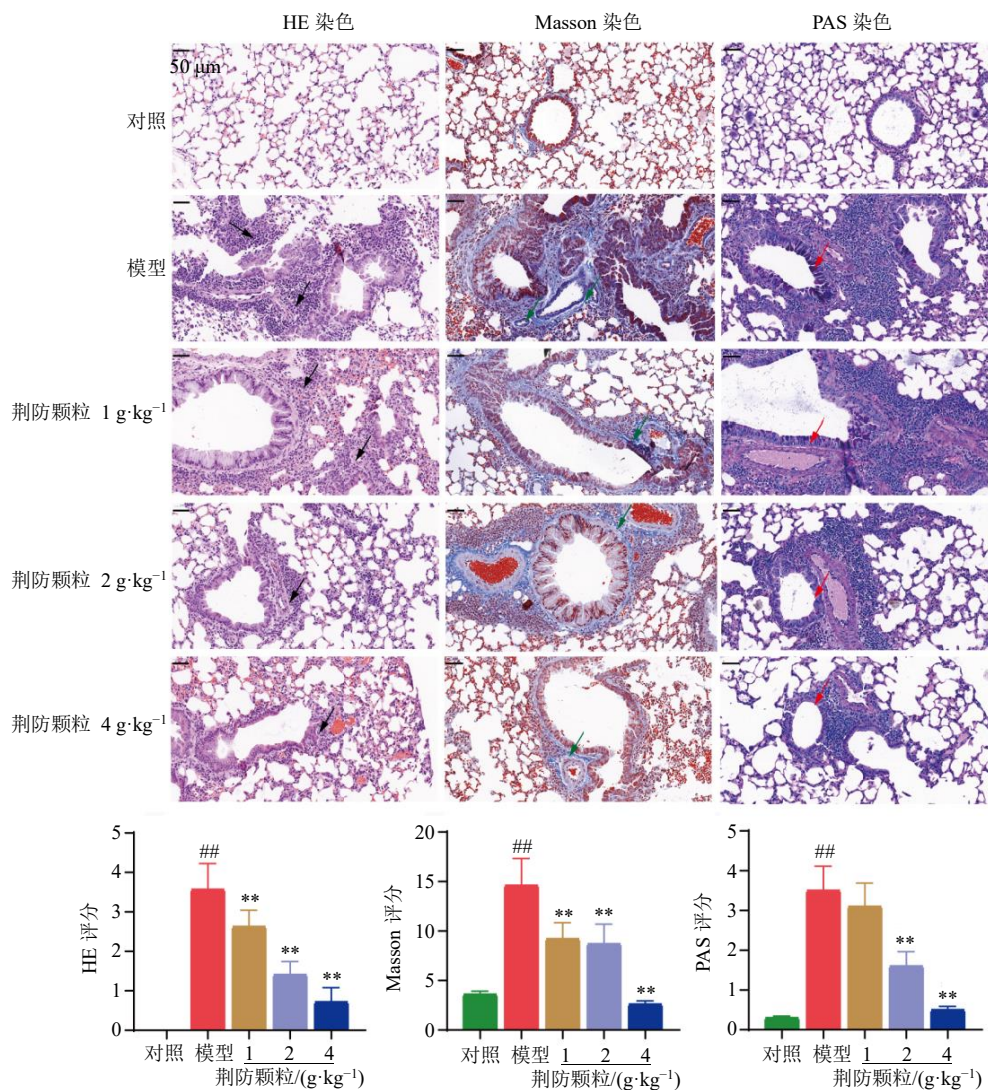 HE 染色
Masson 染色
PAS 染色
50 μm
对照
模型
荆防颗粒 1 g·kg⁻¹
荆防颗粒 2 g·kg⁻¹
荆防颗粒 4 g·kg⁻¹
5
4
3
2
1
0
HE 评分
##
**
**
**
对照 模型 1 2 4
荆防颗粒/(g·kg⁻¹)
20
15
10
5
0
Masson 评分
##
**
**
**
对照 模型 1 2 4
荆防颗粒/(g·kg⁻¹)
5
4
3
2
1
0
PAS 评分
##
**
**
对照 模型 1 2 4
荆防颗粒/(g·kg⁻¹)